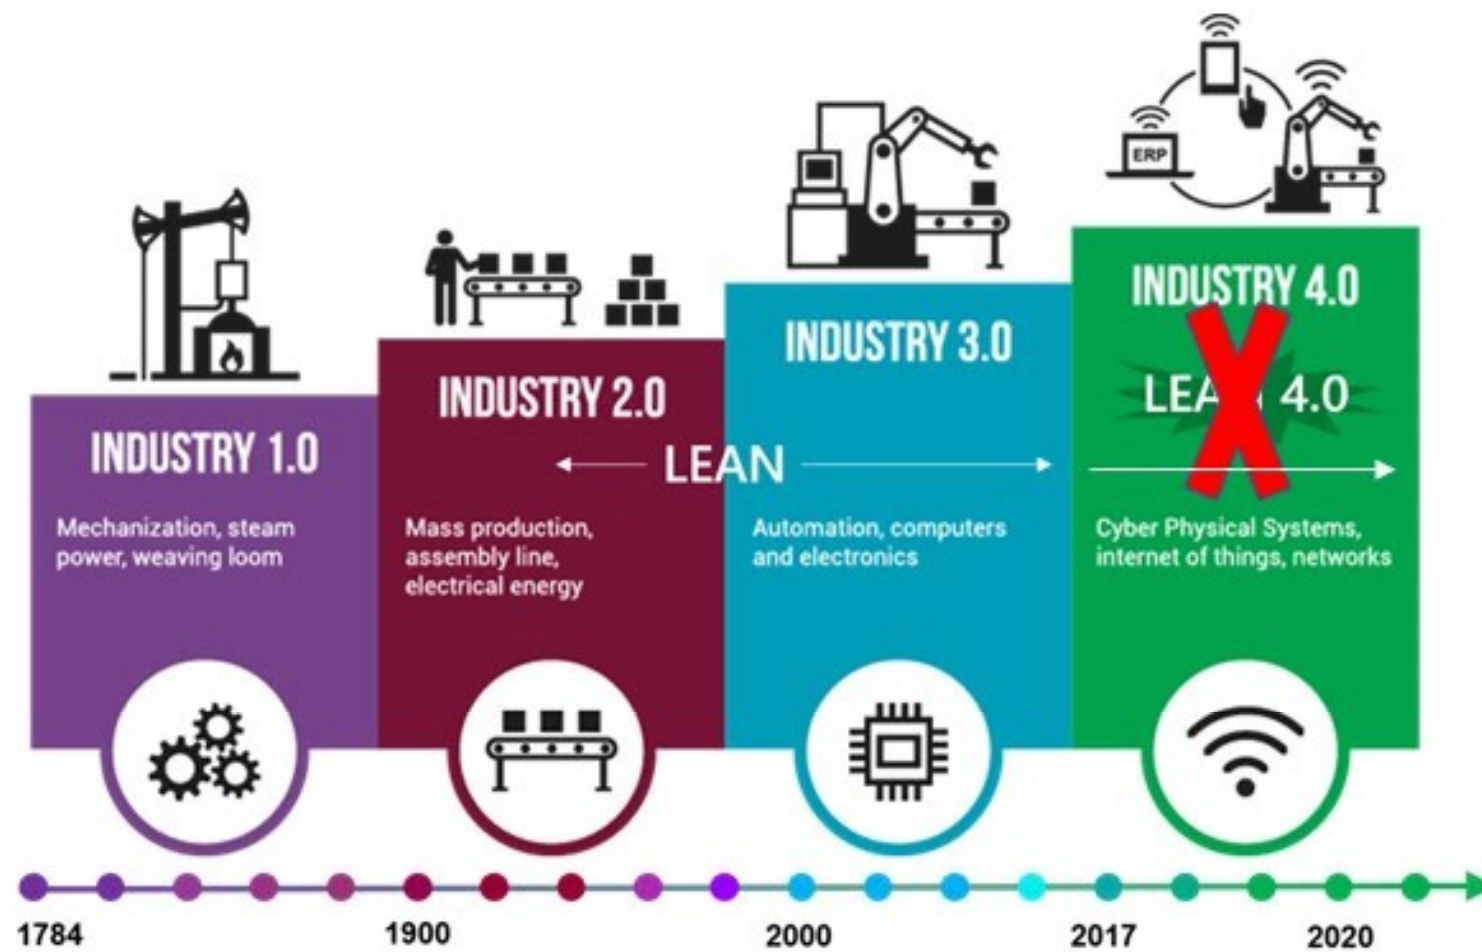 ERP
INDUSTRY 1.0
Mechanization, steam
power, weaving loom
INDUSTRY 2.0
LEAN
Mass production,
assembly line,
electrical energy
INDUSTRY 3.0
Automation, computers
and electronics
INDUSTRY 4.0
4.0
Cyber Physical Systems,
internet of things, networks
1784
1900
2000
2017
2020